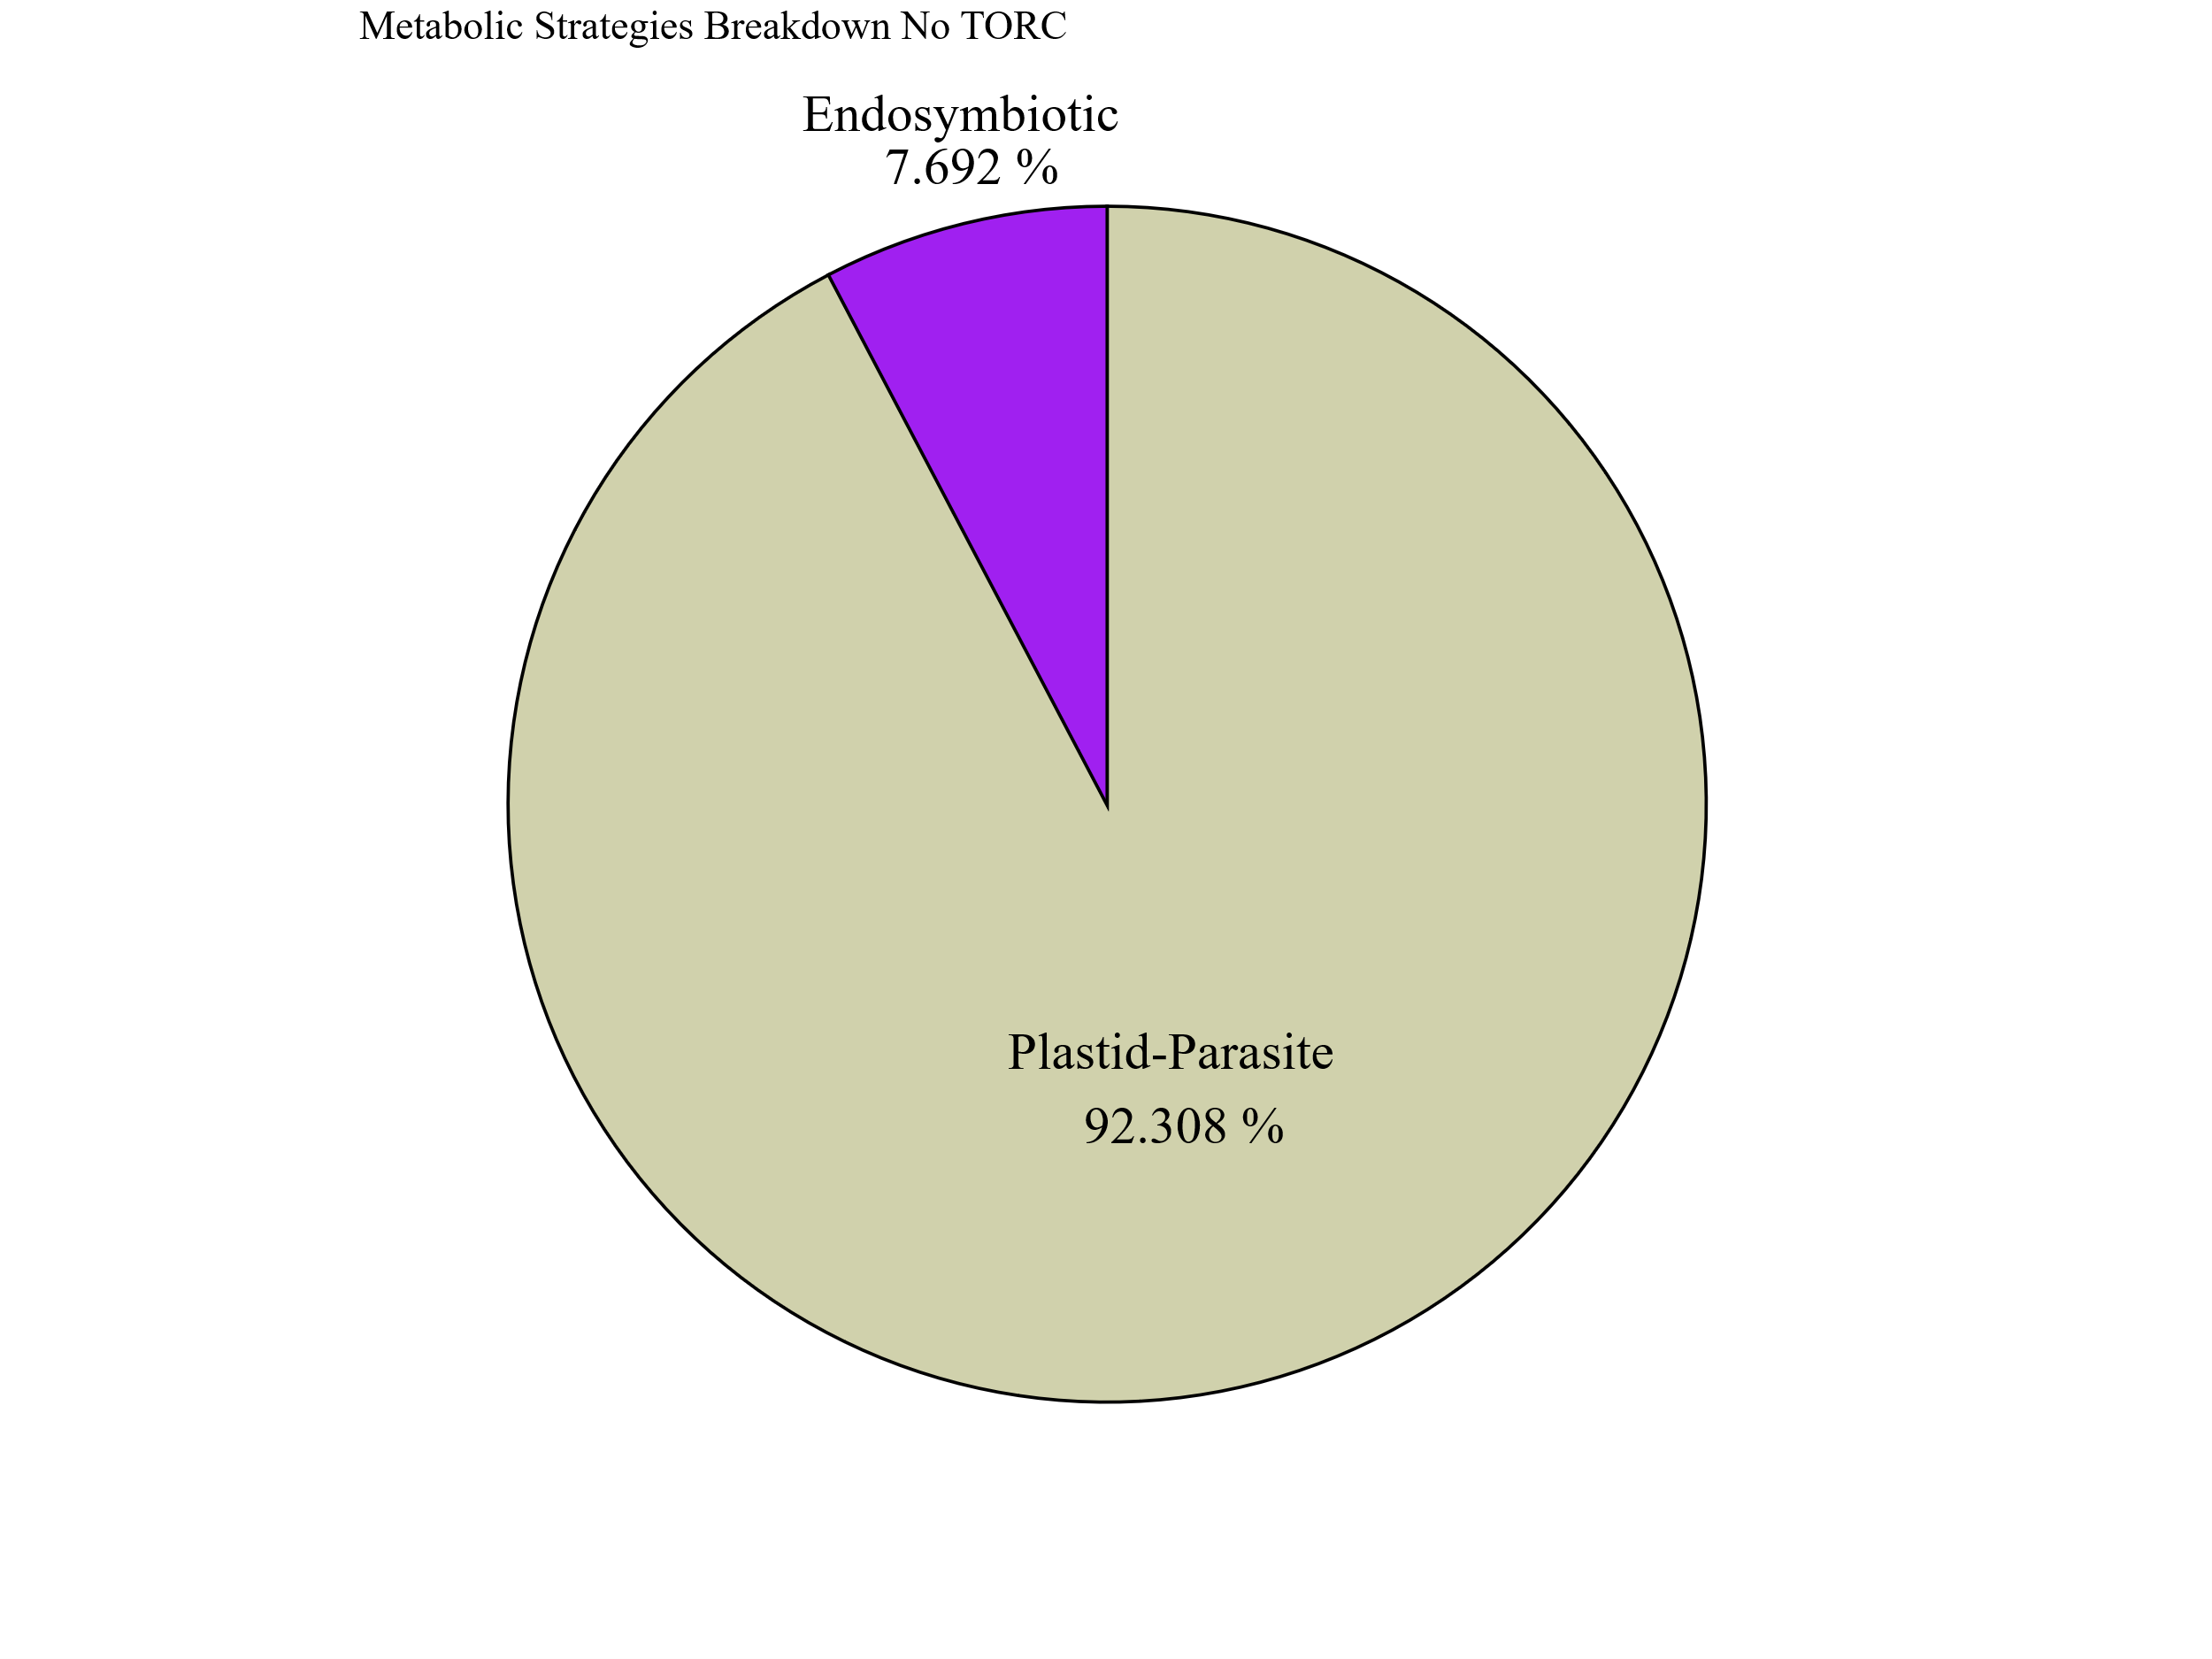 Metabolic Strategies Breakdown No TORC
Endosymbiotic
7.692 %
Plastid-Parasite
92.308 %